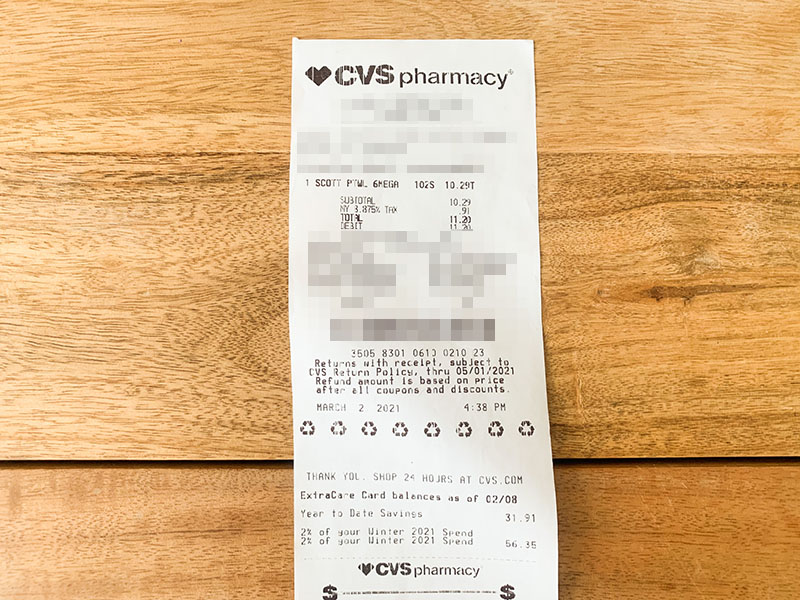 CVS pharmacy®
1 SCOTT PTWL 6MEGA 102S 10.29T
SUBTOTAL 10.29
NY 8.875% TAX .91
TOTAL 11.20
DEBIT 11.20
3505 8301 0610 0210 23
Returns with receipt, subject to
CVS Return Policy, thru 05/01/2021
Refund amount is based on price
after all coupons and discounts.
MARCH 2 2021 4:38 PM
THANK YOU. SHOP 24 HOURS AT CVS.COM
ExtraCare Card balances as of 02/08
Year to Date Savings 31.91
2% of your Winter 2021 Spend
2% of your Winter 2021 Spend 56.35
CVS pharmacy
$ $